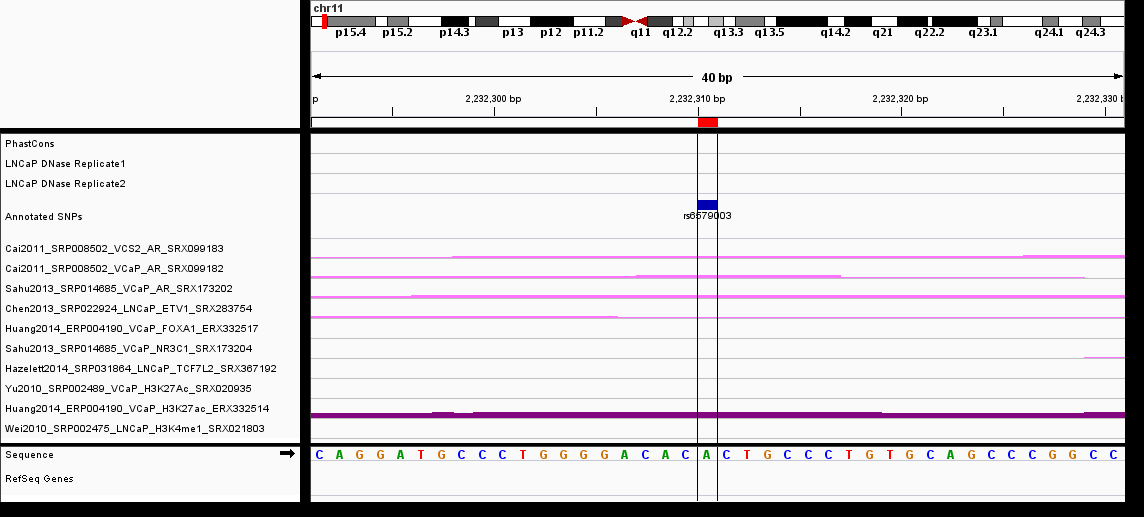 chr11
p15.4 p15.2 p14.3 p13 p12 p11.2 q11 q12.2 q13.3 q13.5 q14.2 q21 q22.2 q23.1 q24.1 q24.3
40 bp
p 2,232,300 bp 2,232,310 bp 2,232,320 bp 2,232,330 b
PhastCons
LNCaP DNase Replicate1
LNCaP DNase Replicate2
Annotated SNPs
rs6579003
Cai2011_SRP008502_VCS2_AR_SRX099183
Cai2011_SRP008502_VCaP_AR_SRX099182
Sahu2013_SRP014685_VCaP_AR_SRX173202
Chen2013_SRP022924_LNCaP_ETV1_SRX283754
Huang2014_ERP004190_VCaP_FOXA1_ERX332517
Sahu2013_SRP014685_VCaP_NR3C1_SRX173204
Hazelett2014_SRP031864_LNCaP_TCF7L2_SRX367192
Yu2010_SRP002489_VCaP_H3K27Ac_SRX020935
Huang2014_ERP004190_VCaP_H3K27ac_ERX332514
Wei2010_SRP002475_LNCaP_H3K4me1_SRX021803
Sequence C A G G A T G C C C T G G G G A C A C A C T G C C C T G T G C A G C C C G G C C
RefSeq Genes